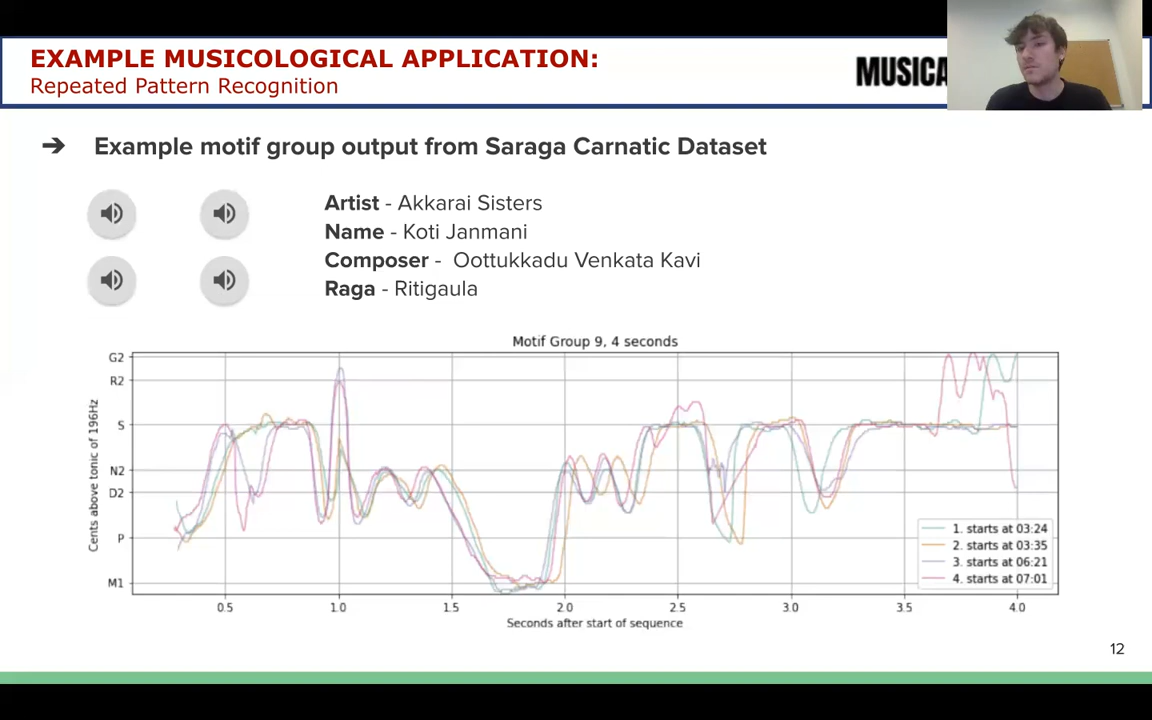 EXAMPLE MUSICOLOGICAL APPLICATION:
Repeated Pattern Recognition
MUSICA
➔ Example motif group output from Saraga Carnatic Dataset
Artist - Akkarai Sisters
Name - Koti Janmani
Composer - Oottukkadu Venkata Kavi
Raga - Ritigaula
Motif Group 9, 4 seconds
Cents above tonic of 196Hz
G2
R2
S
N2
D2
P
M1
1. starts at 03:24
2. starts at 03:35
3. starts at 06:21
4. starts at 07:01
0.5 1.0 1.5 2.0 2.5 3.0 3.5 4.0
Seconds after start of sequence
12